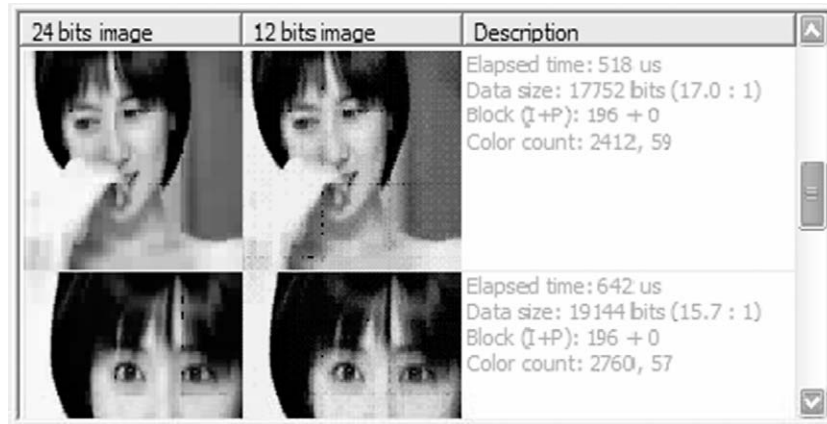 24 bits image 12 bits image Description
Elapsed time: 518 us
Data size: 17752 bits (17.0 : 1)
Block (I+P): 196 + 0
Color count: 2412, 59
Elapsed time: 642 us
Data size: 19144 bits (15.7 : 1)
Block (I+P): 196 + 0
Color count: 2760, 57